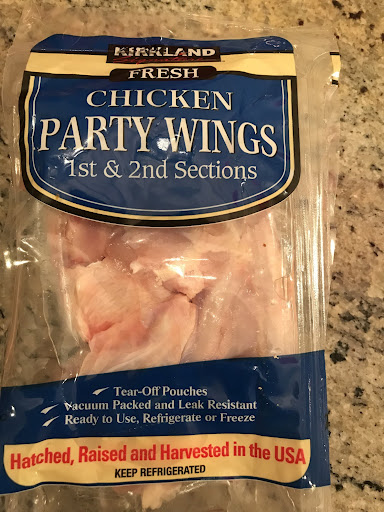 KIRKLAND
Signature
FRESH
CHICKEN
PARTY WINGS
1st & 2nd Sections
Tear-Off Pouches
Vacuum Packed and Leak Resistant
Ready to Use, Refrigerate or Freeze
Hatched, Raised and Harvested in the USA
KEEP REFRIGERATED